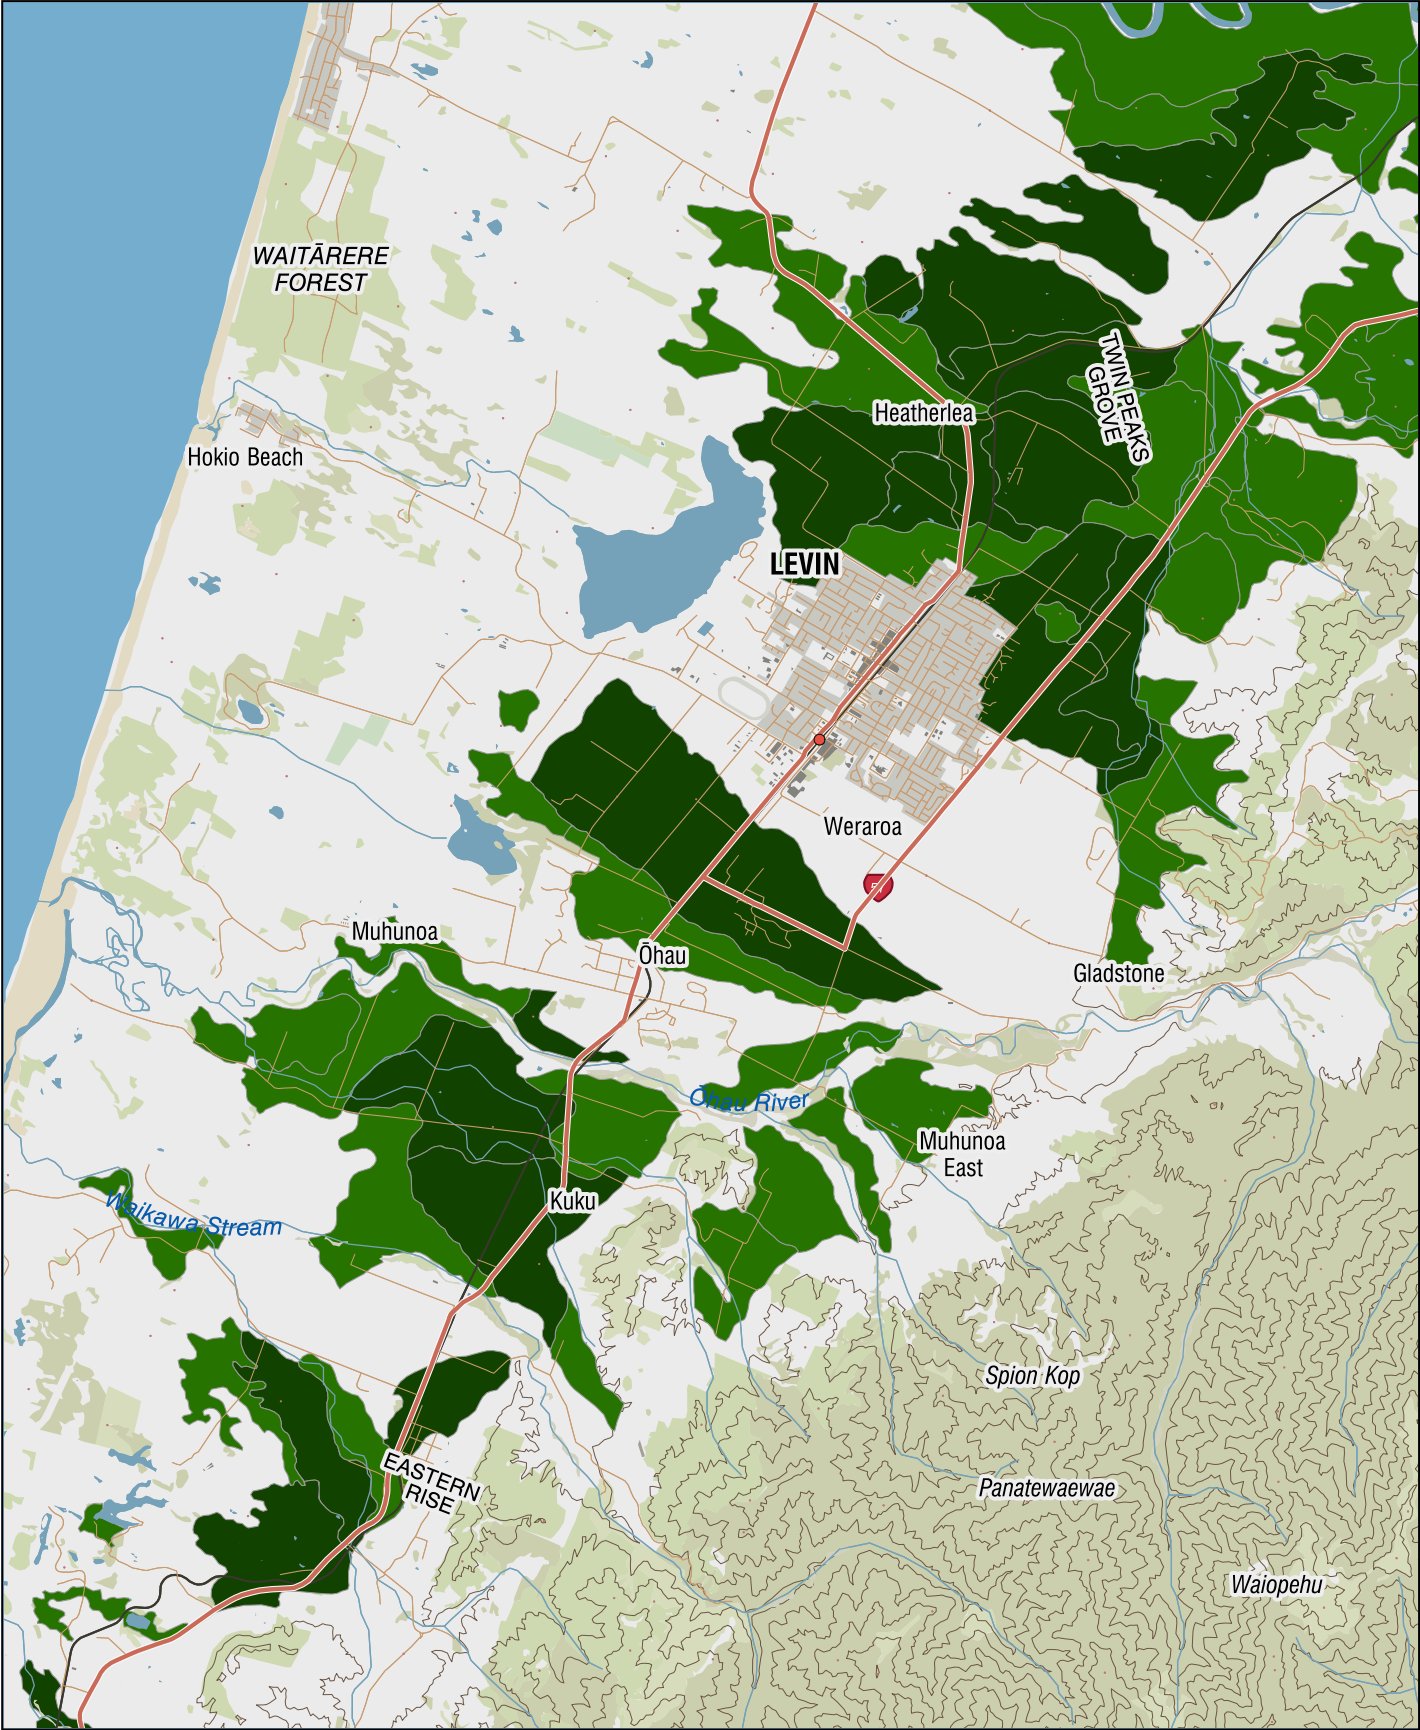 WAITĀRERE
FOREST
TWIN PEAKS
GROVE
Heatherlea
Hokio Beach
LEVIN
Weraroa
57
Muhunoa
Ōhau
Gladstone
Ōhau River
Muhunoa
East
Kuku
Waikawa Stream
Spion Kop
EASTERN
RISE
Panatewaewae
Waiopehu